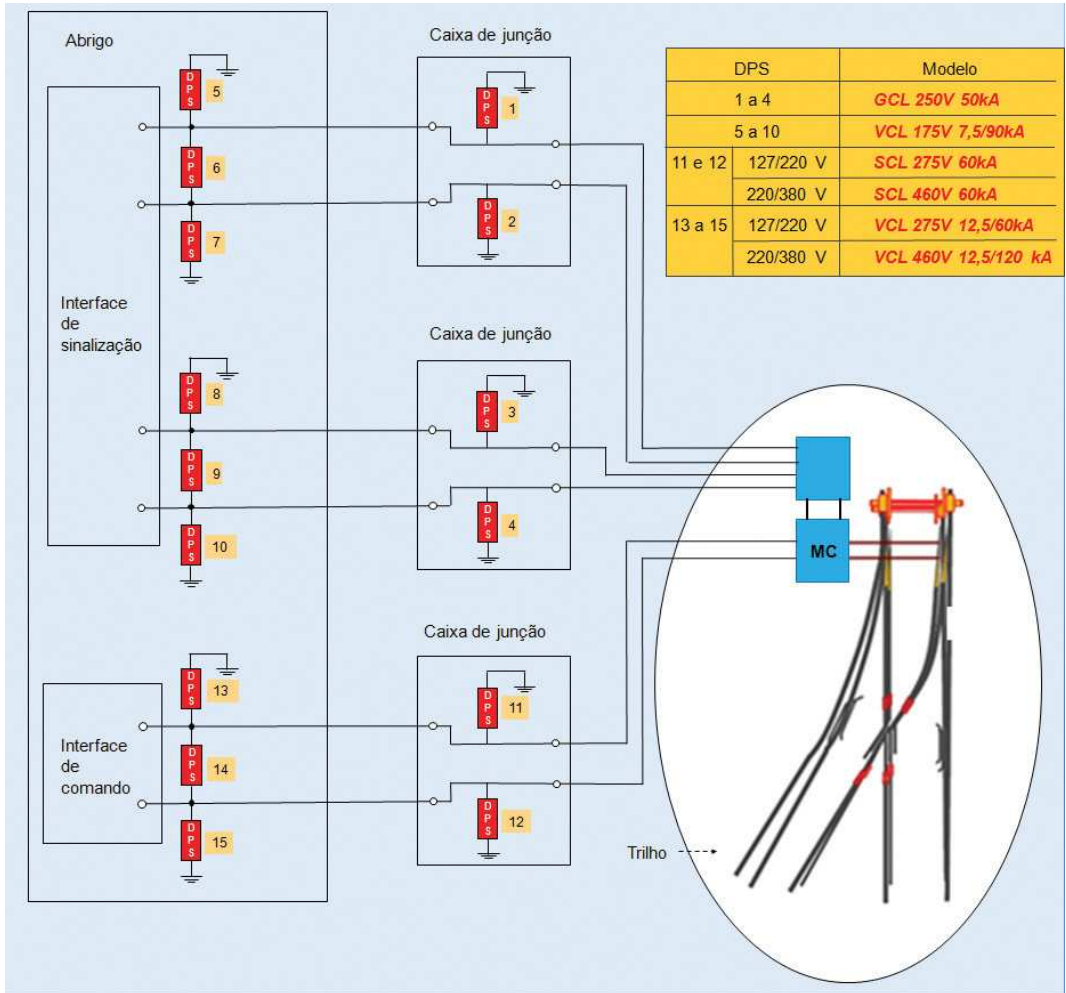 Abrigo
Caixa de junção
DPS
5
DPS
6
DPS
7
DPS
1
DPS
2
DPS Modelo
1 a 4 GCL 250V 50kA
5 a 10 VCL 175V 7,5/90kA
11 e 12 127/220 V SCL 275V 60kA
220/380 V SCL 460V 60kA
13 a 15 127/220 V VCL 275V 12,5/60kA
220/380 V VCL 460V 12,5/120 kA
Interface
de
sinalização
Caixa de junção
DPS
8
DPS
9
DPS
10
DPS
3
DPS
4
MC
Caixa de junção
Interface
de
comando
DPS
13
DPS
14
DPS
15
DPS
11
DPS
12
Trilho